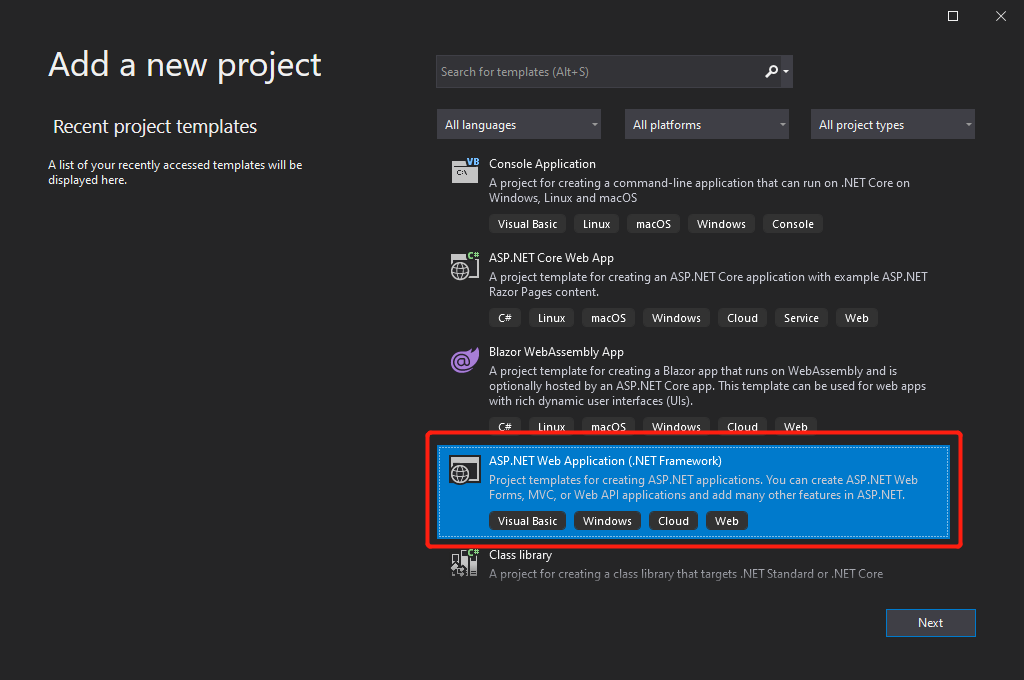 Add a new project
Search for templates (Alt+S)
Recent project templates
All languages
All platforms
All project types
A list of your recently accessed templates will be
displayed here.
VB
C:\
Console Application
A project for creating a command-line application that can run on .NET Core on
Windows, Linux and macOS
Visual Basic
Linux
macOS
Windows
Console
C#
ASP.NET Core Web App
A project template for creating an ASP.NET Core application with example ASP.NET
Razor Pages content.
C#
Linux
macOS
Windows
Cloud
Service
Web
@
Blazor WebAssembly App
A project template for creating a Blazor app that runs on WebAssembly and is
optionally hosted by an ASP.NET Core app. This template can be used for web apps
with rich dynamic user interfaces (UIs).
C#
Linux
macOS
Windows
Cloud
Web
ASP.NET Web Application (.NET Framework)
Project templates for creating ASP.NET applications. You can create ASP.NET Web
Forms, MVC, or Web API applications and add many other features in ASP.NET.
Visual Basic
Windows
Cloud
Web
C#
Class library
A project for creating a class library that targets .NET Standard or .NET Core
Next